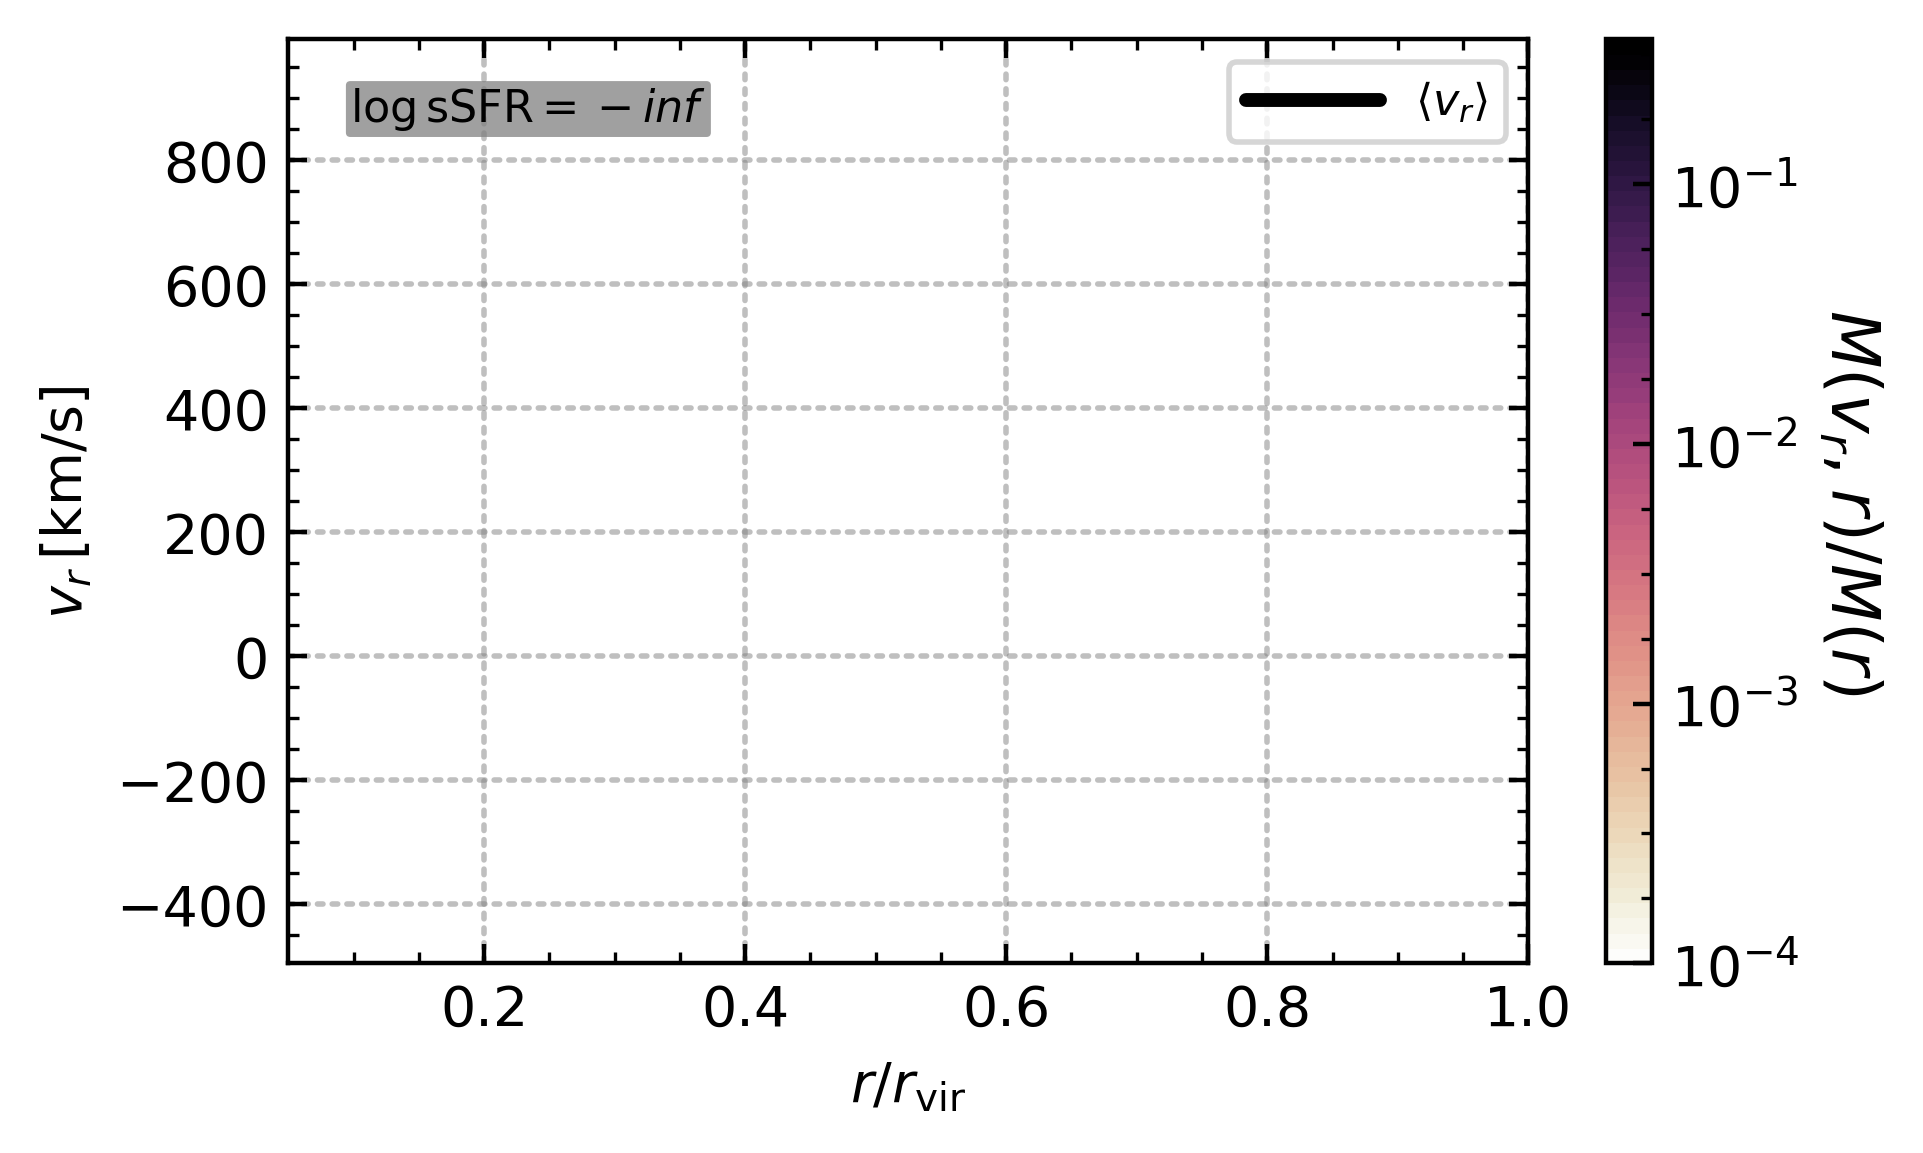 log sSFR = −inf
⟨v_r⟩
800
600
400
200
0
−200
−400
v_r [km/s]
0.2 0.4 0.6 0.8 1.0
r/r_vir
10^−1
10^−2
10^−3
10^−4
M(v_r, r)/M(r)